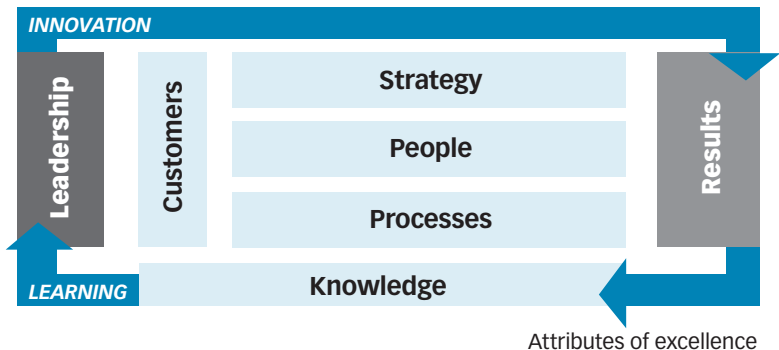 INNOVATION
Leadership
Customers
Strategy
People
Processes
Results
LEARNING
Knowledge
Attributes of excellence